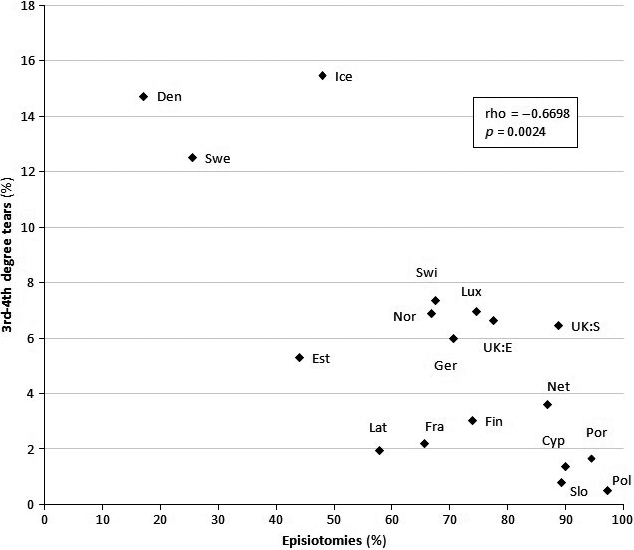 18
16
14
12
10
8
6
4
2
0
3rd-4th degree tears (%)
Ice
Den
rho = −0.6698
p = 0.0024
Swe
Swi
Lux
Nor
UK:S
UK:E
Est
Ger
Net
Lat
Fra
Fin
Cyp
Por
Pol
Slo
0 10 20 30 40 50 60 70 80 90 100
Episiotomies (%)